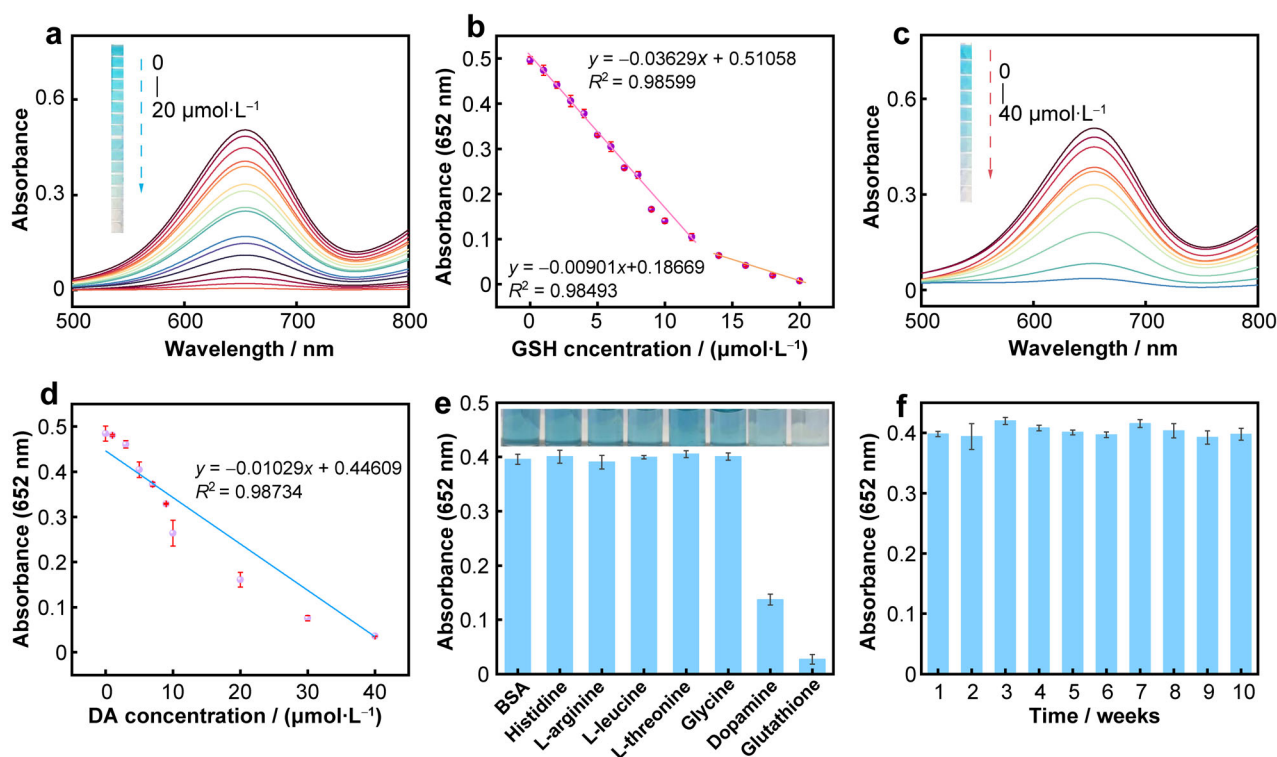 a
0
20 μmol·L⁻¹
0.6
0.3
0
Absorbance
500
600
700
800
Wavelength / nm
b
y = −0.03629x + 0.51058
R² = 0.98599
y = −0.00901x+0.18669
R² = 0.98493
0.5
0.4
0.3
0.2
0.1
0
Absorbance (652 nm)
0
5
10
15
20
GSH cncentration / (μmol·L⁻¹)
c
0
40 μmol·L⁻¹
0.6
0.3
0
Absorbance
500
600
700
800
Wavelength / nm
d
y = −0.01029x + 0.44609
R² = 0.98734
0.5
0.4
0.3
0.2
0.1
0
Absorbance (652 nm)
0
10
20
30
40
DA concentration / (μmol·L⁻¹)
e
0.5
0.4
0.3
0.2
0.1
0
Absorbance (652 nm)
BSA
Histidine
L-arginine
L-leucine
L-threonine
Glycine
Dopamine
Glutathione
f
0.5
0.4
0.3
0.2
0.1
0
Absorbance (652 nm)
1
2
3
4
5
6
7
8
9
10
Time / weeks